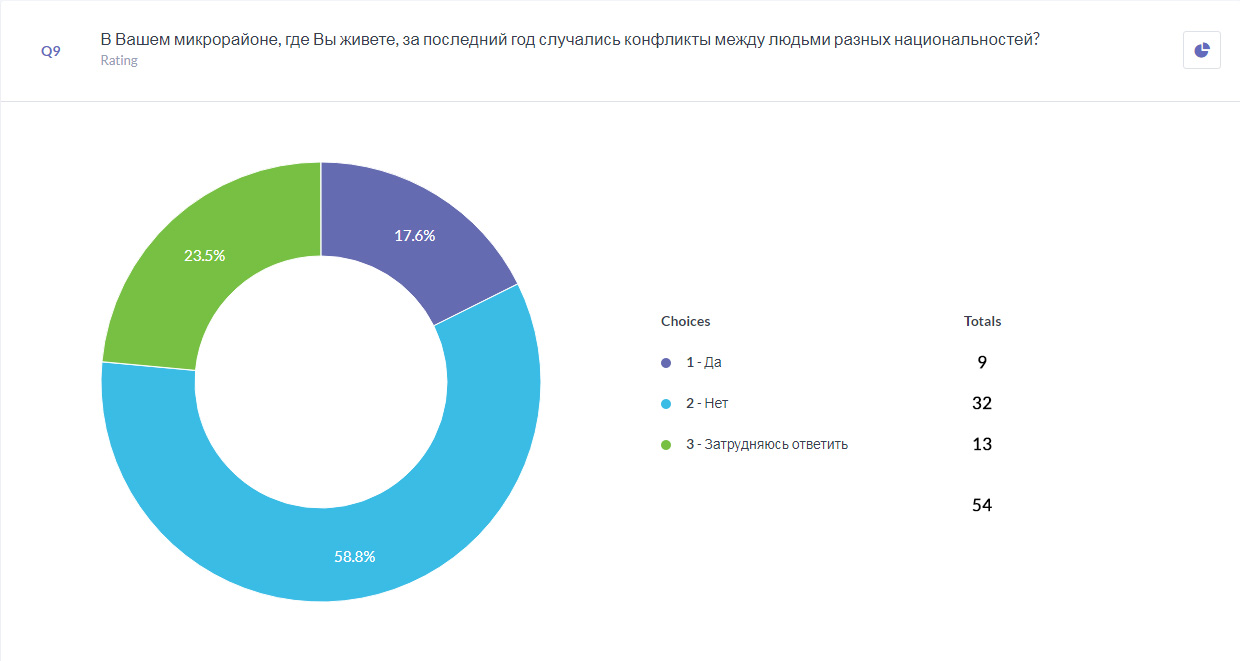 Q9
В Вашем микрорайоне, где Вы живете, за последний год случались конфликты между людьми разных национальностей?
Rating
17.6%
23.5%
58.8%
Choices Totals
1 - Да 9
2 - Нет 32
3 - Затрудняюсь ответить 13
54